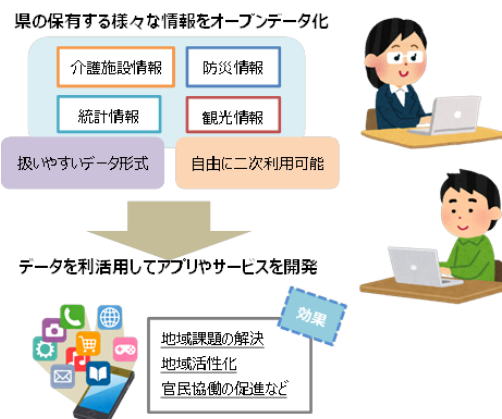 県の保有する様々な情報をオープンデータ化
介護施設情報
防災情報
統計情報
観光情報
扱いやすいデータ形式
自由に二次利用可能
データを利活用してアプリやサービスを開発
効果
地域課題の解決
地域活性化
官民協働の促進など